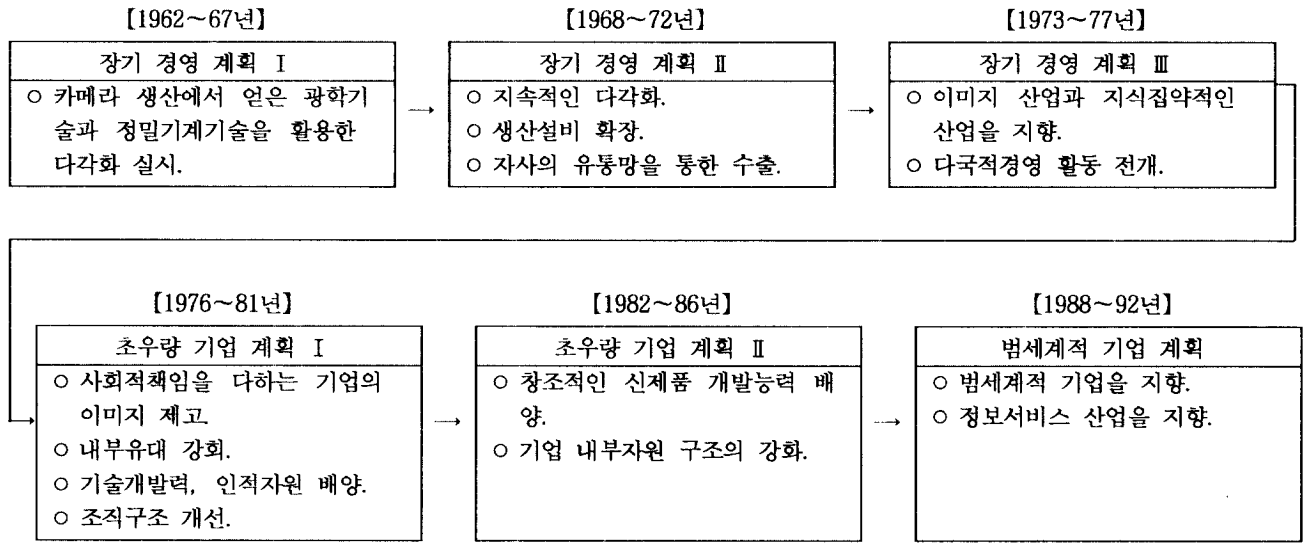 【1962～67년】
【1968～72년】
【1973～77년】
장기 경영 계획 Ⅰ
○ 카메라 생산에서 얻은 광학기
술과 정밀기계기술을 활용한
다각화 실시.
장기 경영 계획 Ⅱ
○ 지속적인 다각화.
○ 생산설비 확장.
○ 자사의 유통망을 통한 수출.
장기 경영 계획 Ⅲ
○ 이미지 산업과 지식집약적인
산업을 지향.
○ 다국적경영 활동 전개.
【1976～81년】
【1982～86년】
【1988～92년】
초우량 기업 계획 Ⅰ
○ 사회적책임을 다하는 기업의
이미지 제고.
○ 내부유대 강회.
○ 기술개발력, 인적자원 배양.
○ 조직구조 개선.
초우량 기업 계획 Ⅱ
○ 창조적인 신제품 개발능력 배
양.
○ 기업 내부자원 구조의 강화.
범세계적 기업 계획
○ 범세계적 기업을 지향.
○ 정보서비스 산업을 지향.